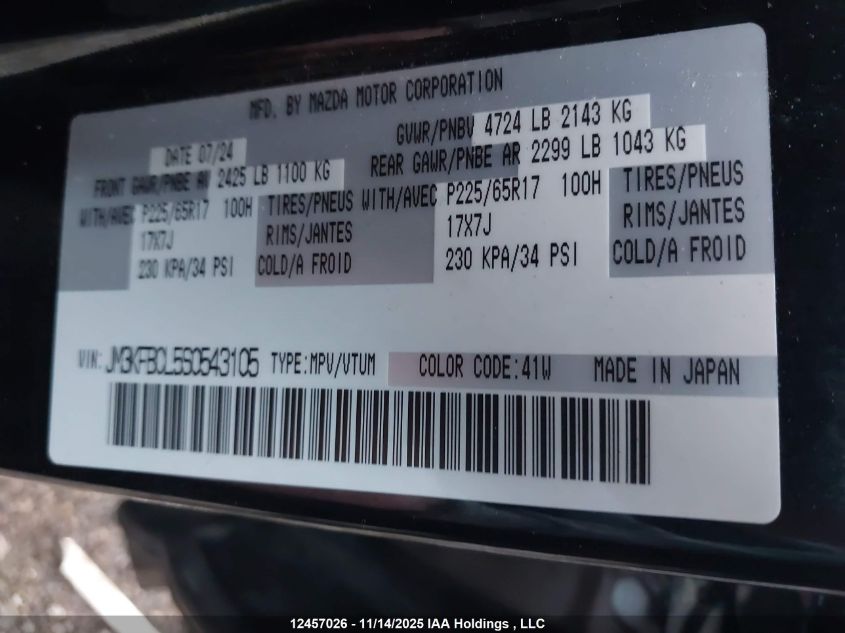 MFD. BY MAZDA MOTOR CORPORATION
DATE 07/24 GVWR/PNBV 4724 LB 2143 KG
FRONT GAWR/PNBE AV 2425 LB 1100 KG REAR GAWR/PNBE AR 2299 LB 1043 KG
WITH/AVEC P225/65R17 100H TIRES/PNEUS WITH/AVEC P225/65R17 100H TIRES/PNEUS
17X7J RIMS/JANTES 17X7J RIMS/JANTES
230 KPA/34 PSI COLD/A FROID 230 KPA/34 PSI COLD/A FROID
VIN: JM3KFBCL5S0543105 TYPE:MPV/VTUM COLOR CODE:41W MADE IN JAPAN
12457026 - 11/14/2025 IAA Holdings , LLC